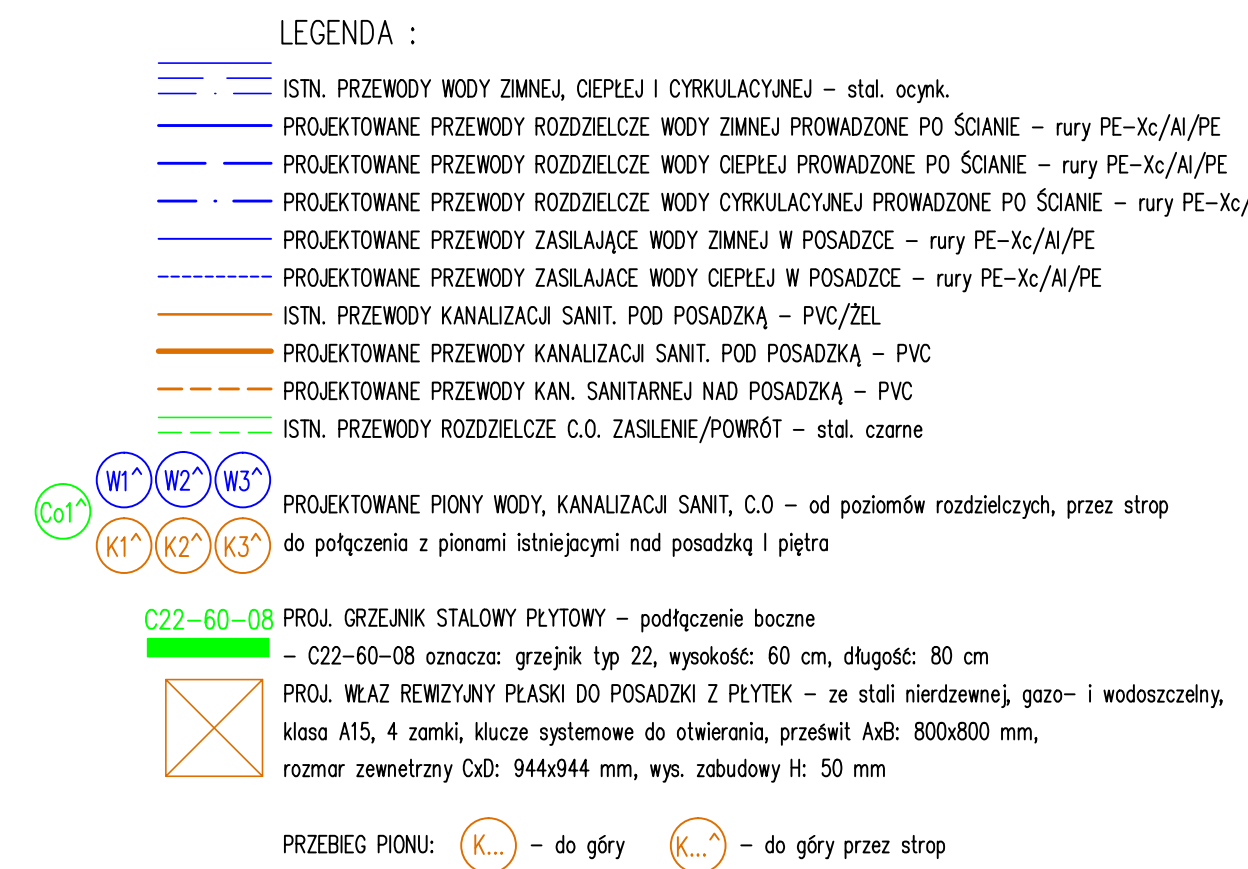 LEGENDA :
ISTN. PRZEWODY WODY ZIMNEJ, CIEPŁEJ I CYRKULACYJNEJ – stal. ocynk.
PROJEKTOWANE PRZEWODY ROZDZIELCZE WODY ZIMNEJ PROWADZONE PO ŚCIANIE – rury PE–Xc/Al/PE
PROJEKTOWANE PRZEWODY ROZDZIELCZE WODY CIEPŁEJ PROWADZONE PO ŚCIANIE – rury PE–Xc/Al/PE
PROJEKTOWANE PRZEWODY ROZDZIELCZE WODY CYRKULACYJNEJ PROWADZONE PO ŚCIANIE – rury PE–Xc/
PROJEKTOWANE PRZEWODY ZASILAJĄCE WODY ZIMNEJ W POSADZCE – rury PE–Xc/Al/PE
PROJEKTOWANE PRZEWODY ZASILAJACE WODY CIEPŁEJ W POSADZCE – rury PE–Xc/Al/PE
ISTN. PRZEWODY KANALIZACJI SANIT. POD POSADZKĄ – PVC/ŻEL
PROJEKTOWANE PRZEWODY KANALIZACJI SANIT. POD POSADZKĄ – PVC
PROJEKTOWANE PRZEWODY KAN. SANITARNEJ NAD POSADZKĄ – PVC
ISTN. PRZEWODY ROZDZIELCZE C.O. ZASILENIE/POWRÓT – stal. czarne
W1^ W2^ W3^
Co1^ PROJEKTOWANE PIONY WODY, KANALIZACJI SANIT, C.O – od poziomów rozdzielczych, przez strop
K1^ K2^ K3^ do połączenia z pionami istniejacymi nad posadzką I piętra
C22–60–08 PROJ. GRZEJNIK STALOWY PŁYTOWY – podłączenie boczne
– C22–60–08 oznacza: grzejnik typ 22, wysokość: 60 cm, długość: 80 cm
PROJ. WŁAZ REWIZYJNY PŁASKI DO POSADZKI Z PŁYTEK – ze stali nierdzewnej, gazo– i wodoszczelny,
klasa A15, 4 zamki, klucze systemowe do otwierania, prześwit AxB: 800x800 mm,
rozmar zewnetrzny CxD: 944x944 mm, wys. zabudowy H: 50 mm
PRZEBIEG PIONU: K... – do góry K...^ – do góry przez strop